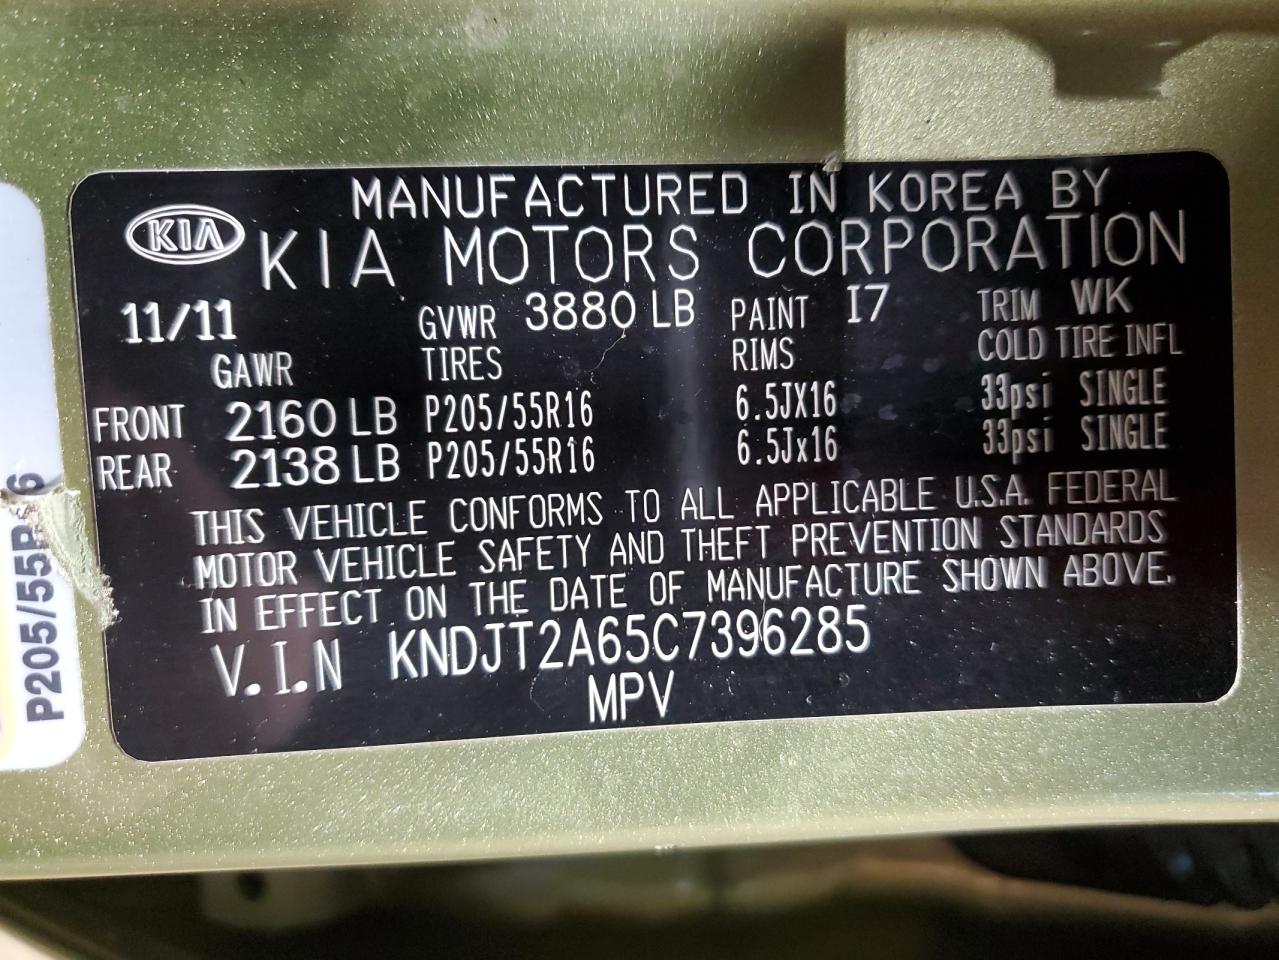 MANUFACTURED IN KOREA BY
KIA KIA MOTORS CORPORATION
11/11 GVWR 3880 LB PAINT I7 TRIM WK
GAWR TIRES RIMS COLD TIRE INFL
FRONT 2160 LB P205/55R16 6.5JX16 33psi SINGLE
REAR 2138 LB P205/55R16 6.5Jx16 33psi SINGLE
THIS VEHICLE CONFORMS TO ALL APPLICABLE U.S.A. FEDERAL
MOTOR VEHICLE SAFETY AND THEFT PREVENTION STANDARDS
IN EFFECT ON THE DATE OF MANUFACTURE SHOWN ABOVE.
V.I.N KNDJT2A65C7396285
MPV
P205/55R16